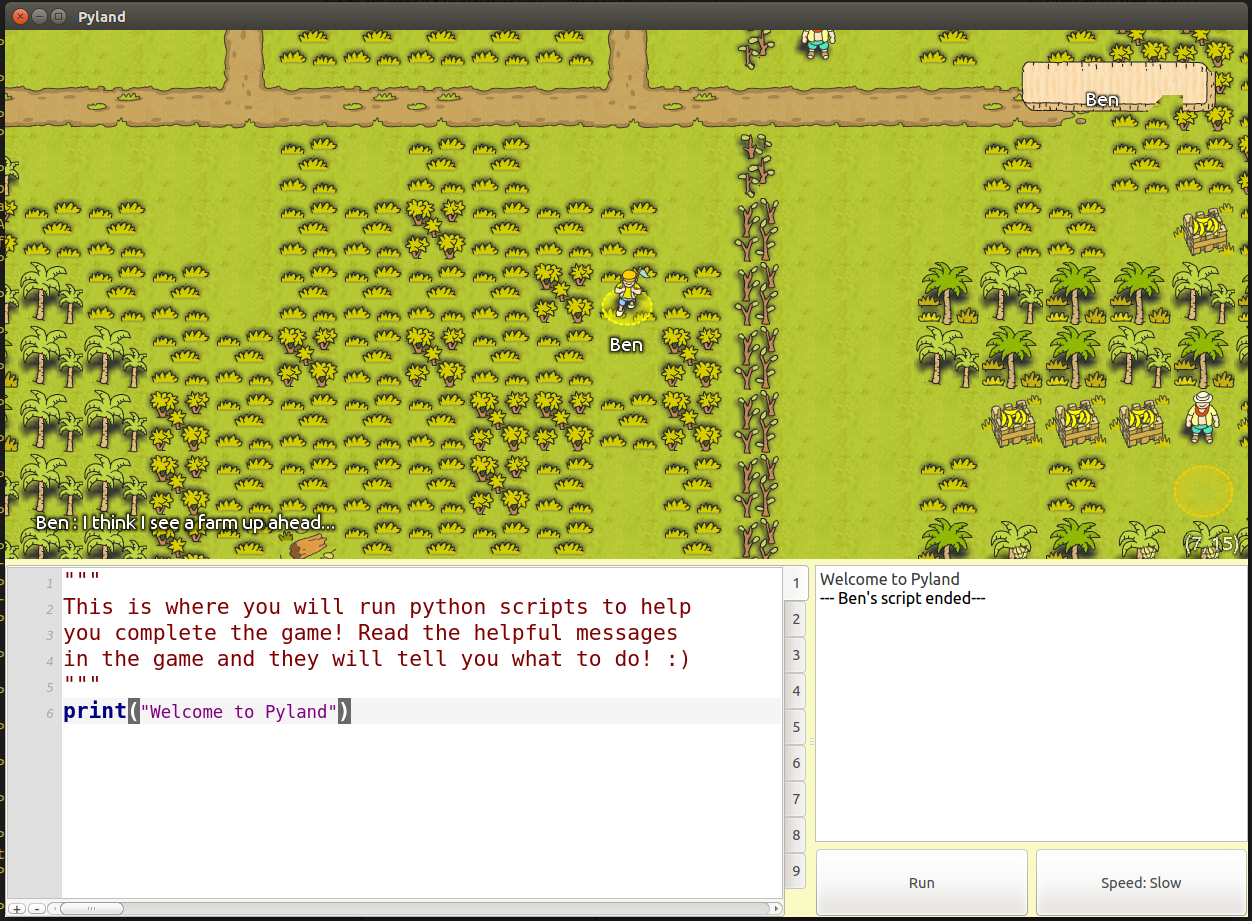 Pyland
Ben
Ben
Ben : I think I see a farm up ahead...
(7, 15)
1 """
2 This is where you will run python scripts to help
3 you complete the game! Read the helpful messages
4 in the game and they will tell you what to do! :)
5 """
6 print("Welcome to Pyland")
+ -
1
2
3
4
5
6
7
8
9
Welcome to Pyland
--- Ben's script ended---
Run
Speed: Slow